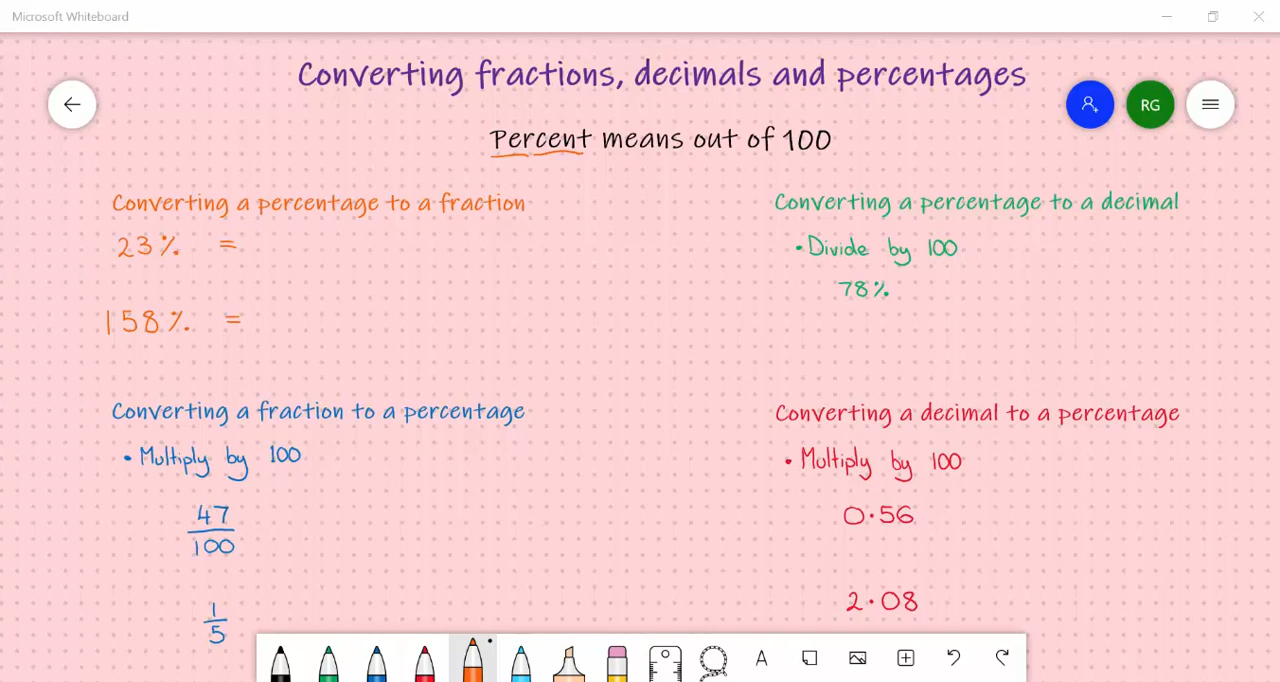 Microsoft Whiteboard
Converting fractions, decimals and percentages
RG
Percent means out of 100
Converting a percentage to a fraction
23% =
158% =
Converting a percentage to a decimal
• Divide by 100
78%
Converting a fraction to a percentage
• Multiply by 100
47
100
1
5
Converting a decimal to a percentage
• Multiply by 100
0.56
2.08
A